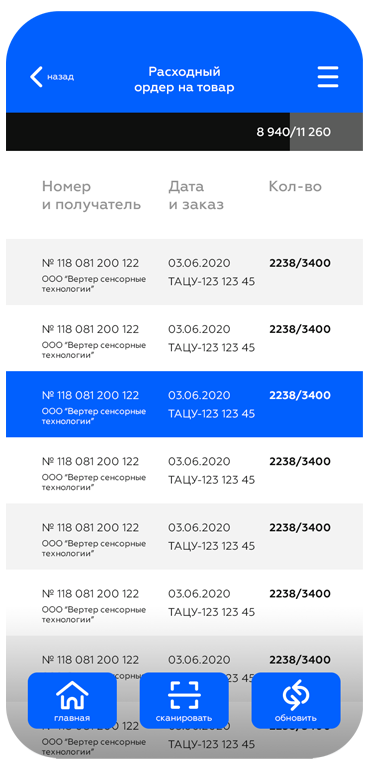 назад
Расходный
ордер на товар
8 940/11 260
Номер
и получатель
Дата
и заказ
Кол-во
№ 118 081 200 122
ООО “Вертер сенсорные
технологии”
03.06.2020
ТАЦУ-123 123 45
2238/3400
№ 118 081 200 122
ООО “Вертер сенсорные
технологии”
03.06.2020
ТАЦУ-123 123 45
2238/3400
№ 118 081 200 122
ООО “Вертер сенсорные
технологии”
03.06.2020
ТАЦУ-123 123 45
2238/3400
№ 118 081 200 122
ООО “Вертер сенсорные
технологии”
03.06.2020
ТАЦУ-123 123 45
2238/3400
№ 118 081 200 122
ООО “Вертер сенсорные
технологии”
03.06.2020
ТАЦУ-123 123 45
2238/3400
№ 118 081 200 122
ООО “Вертер сенсорные
технологии”
03.06.2020
ТАЦУ-123 123 45
2238/3400
№ 118 081 200 122
03.06.2020
45
2238/3400
главная
сканировать
обновить
ООО “Вертер сенсорные
технологии”
ТАЦУ-123 123 45